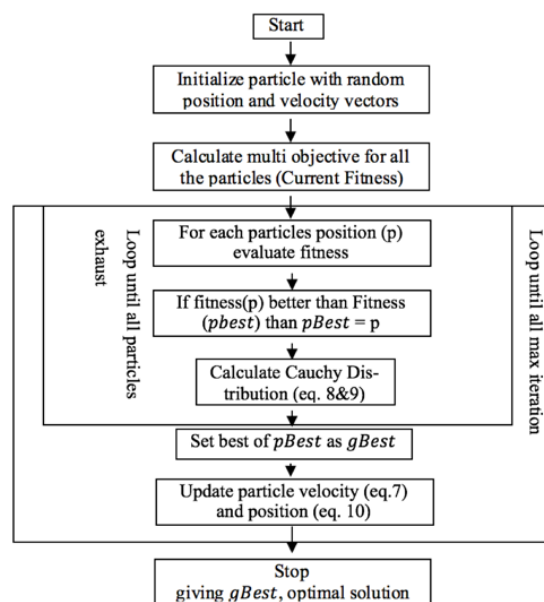 Start
Initialize particle with random
position and velocity vectors
Calculate multi objective for all
the particles (Current Fitness)
For each particles position (p)
evaluate fitness
If fitness(p) better than Fitness
(pbest) than pBest = p
Calculate Cauchy Dis-
tribution (eq. 8&9)
Loop until all particles
exhaust
Loop until all max iteration
Set best of pBest as gBest
Update particle velocity (eq.7)
and position (eq. 10)
Stop
giving gBest, optimal solution